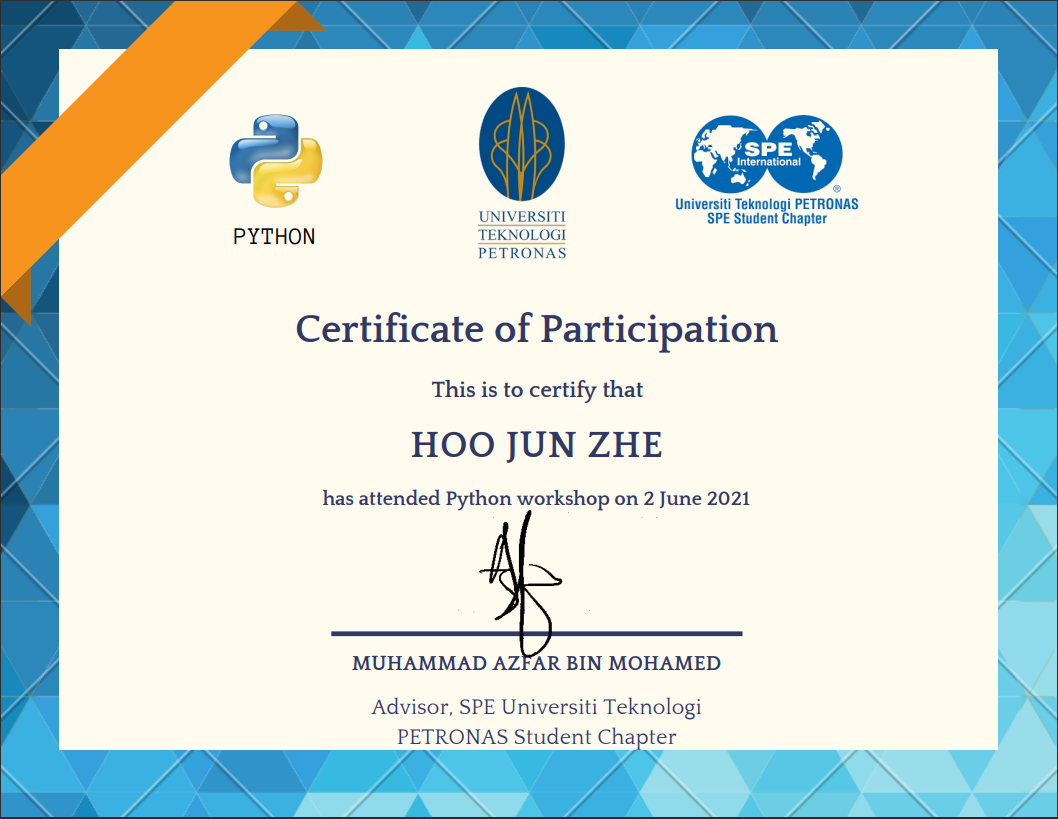 PYTHON
UNIVERSITI
TEKNOLOGI
PETRONAS
SPE
International
®
Universiti Teknologi PETRONAS
SPE Student Chapter
Certificate of Participation
This is to certify that
HOO JUN ZHE
has attended Python workshop on 2 June 2021
MUHAMMAD AZFAR BIN MOHAMED
Advisor, SPE Universiti Teknologi
PETRONAS Student Chapter